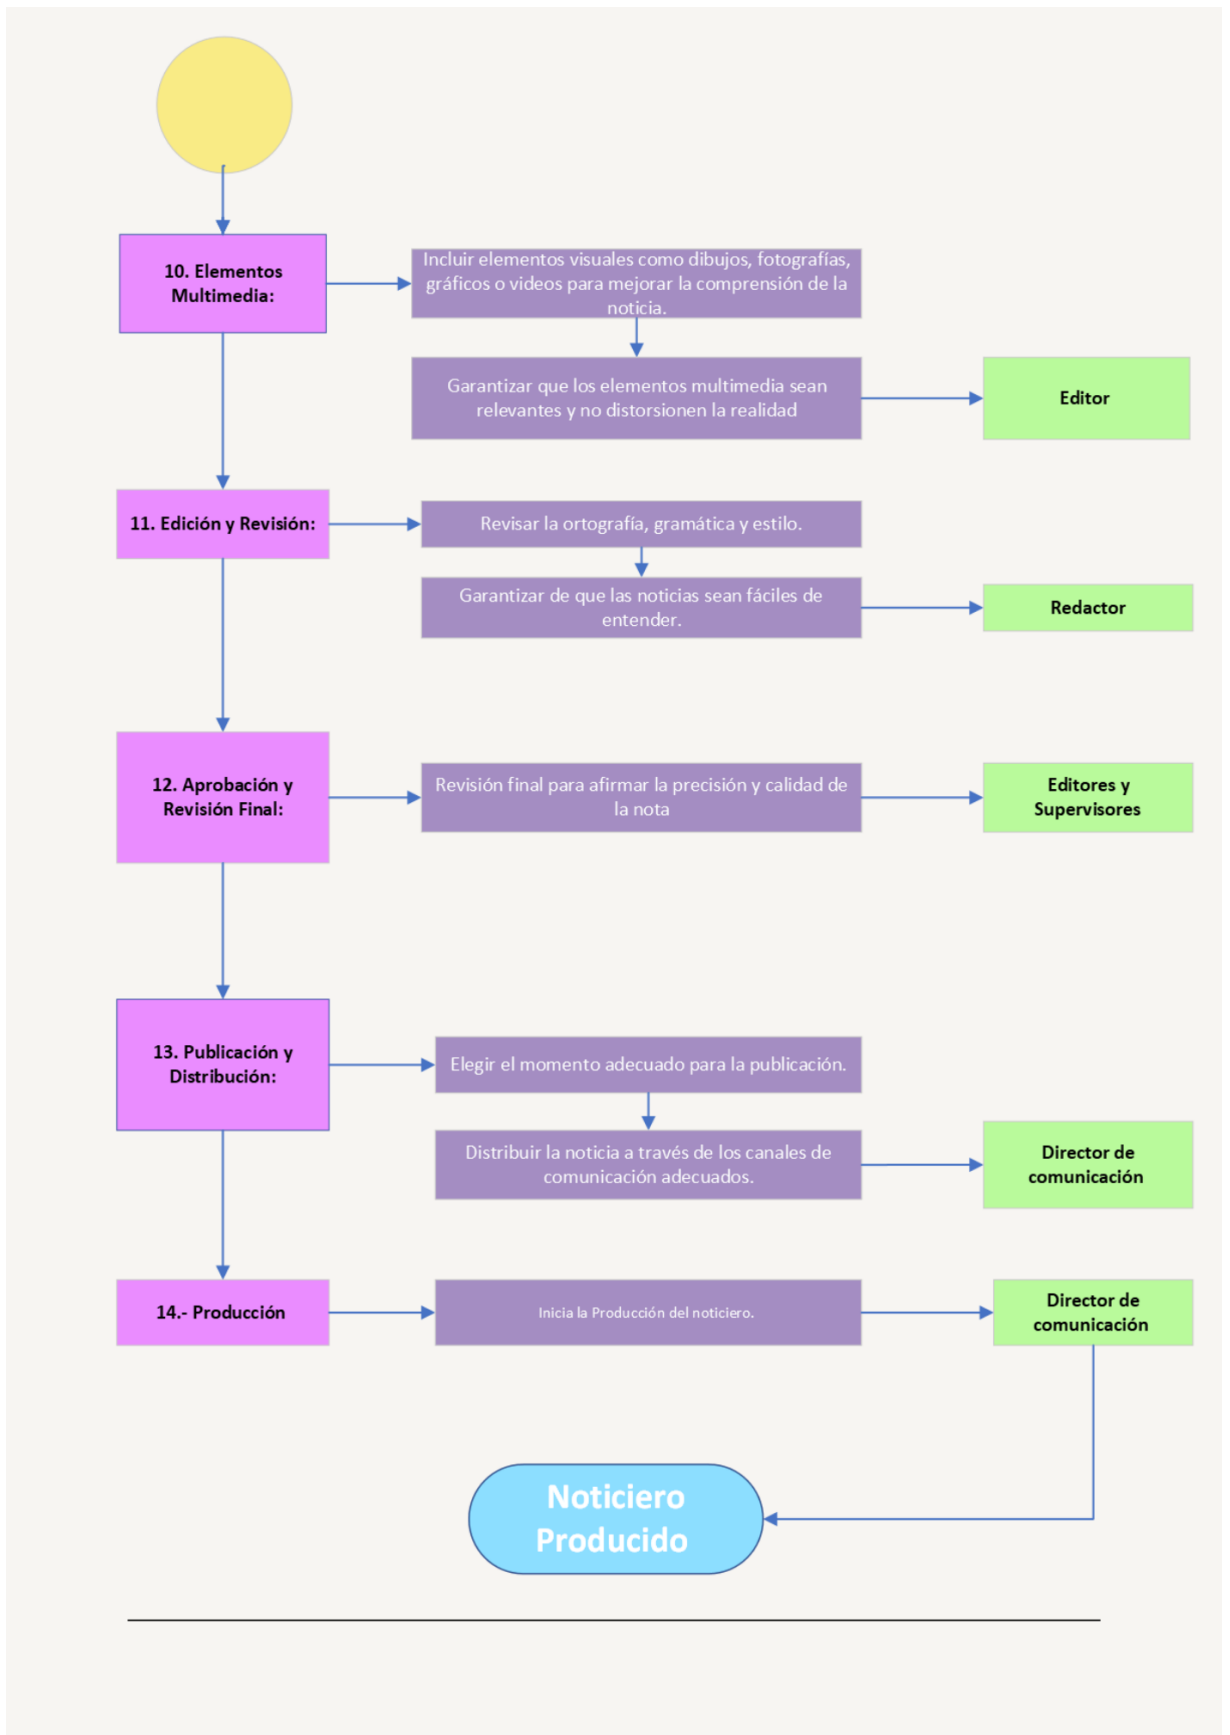 10. Elementos
Multimedia:
Incluir elementos visuales como dibujos, fotografías,
gráficos o videos para mejorar la comprensión de la
noticia.
Garantizar que los elementos multimedia sean
relevantes y no distorsionen la realidad
Editor
11. Edición y Revisión:
Revisar la ortografía, gramática y estilo.
Garantizar de que las noticias sean fáciles de
entender.
Redactor
12. Aprobación y
Revisión Final:
Revisión final para afirmar la precisión y calidad de
la nota
Editores y
Supervisores
13. Publicación y
Distribución:
Elegir el momento adecuado para la publicación.
Distribuir la noticia a través de los canales de
comunicación adecuados.
Director de
comunicación
14.- Producción
Inicia la Producción del noticiero.
Director de
comunicación
Noticiero
Producido